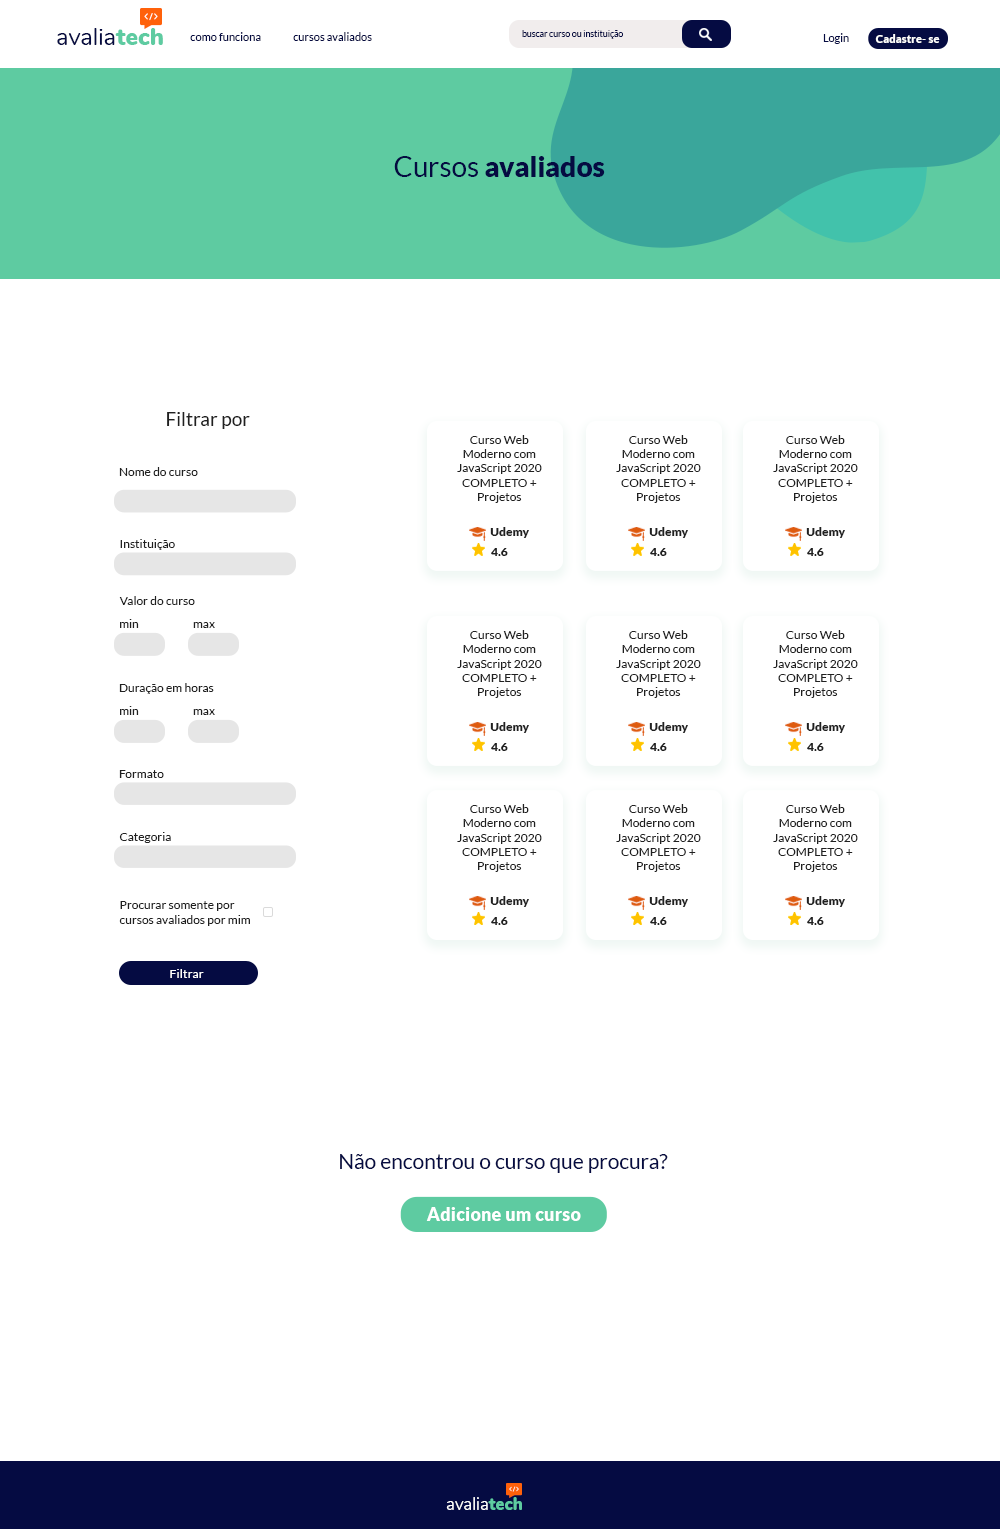 avaliatech
como funciona
cursos avaliados
buscar curso ou instituição
Login
Cadastre- se
Cursos avaliados
Filtrar por
Nome do curso
Instituição
Valor do curso
min max
Duração em horas
min max
Formato
Categoria
Procurar somente por
cursos avaliados por mim
Filtrar
Curso Web
Moderno com
JavaScript 2020
COMPLETO +
Projetos
Udemy
4.6
Curso Web
Moderno com
JavaScript 2020
COMPLETO +
Projetos
Udemy
4.6
Curso Web
Moderno com
JavaScript 2020
COMPLETO +
Projetos
Udemy
4.6
Curso Web
Moderno com
JavaScript 2020
COMPLETO +
Projetos
Udemy
4.6
Curso Web
Moderno com
JavaScript 2020
COMPLETO +
Projetos
Udemy
4.6
Curso Web
Moderno com
JavaScript 2020
COMPLETO +
Projetos
Udemy
4.6
Curso Web
Moderno com
JavaScript 2020
COMPLETO +
Projetos
Udemy
4.6
Curso Web
Moderno com
JavaScript 2020
COMPLETO +
Projetos
Udemy
4.6
Curso Web
Moderno com
JavaScript 2020
COMPLETO +
Projetos
Udemy
4.6
Não encontrou o curso que procura?
Adicione um curso
avaliatech